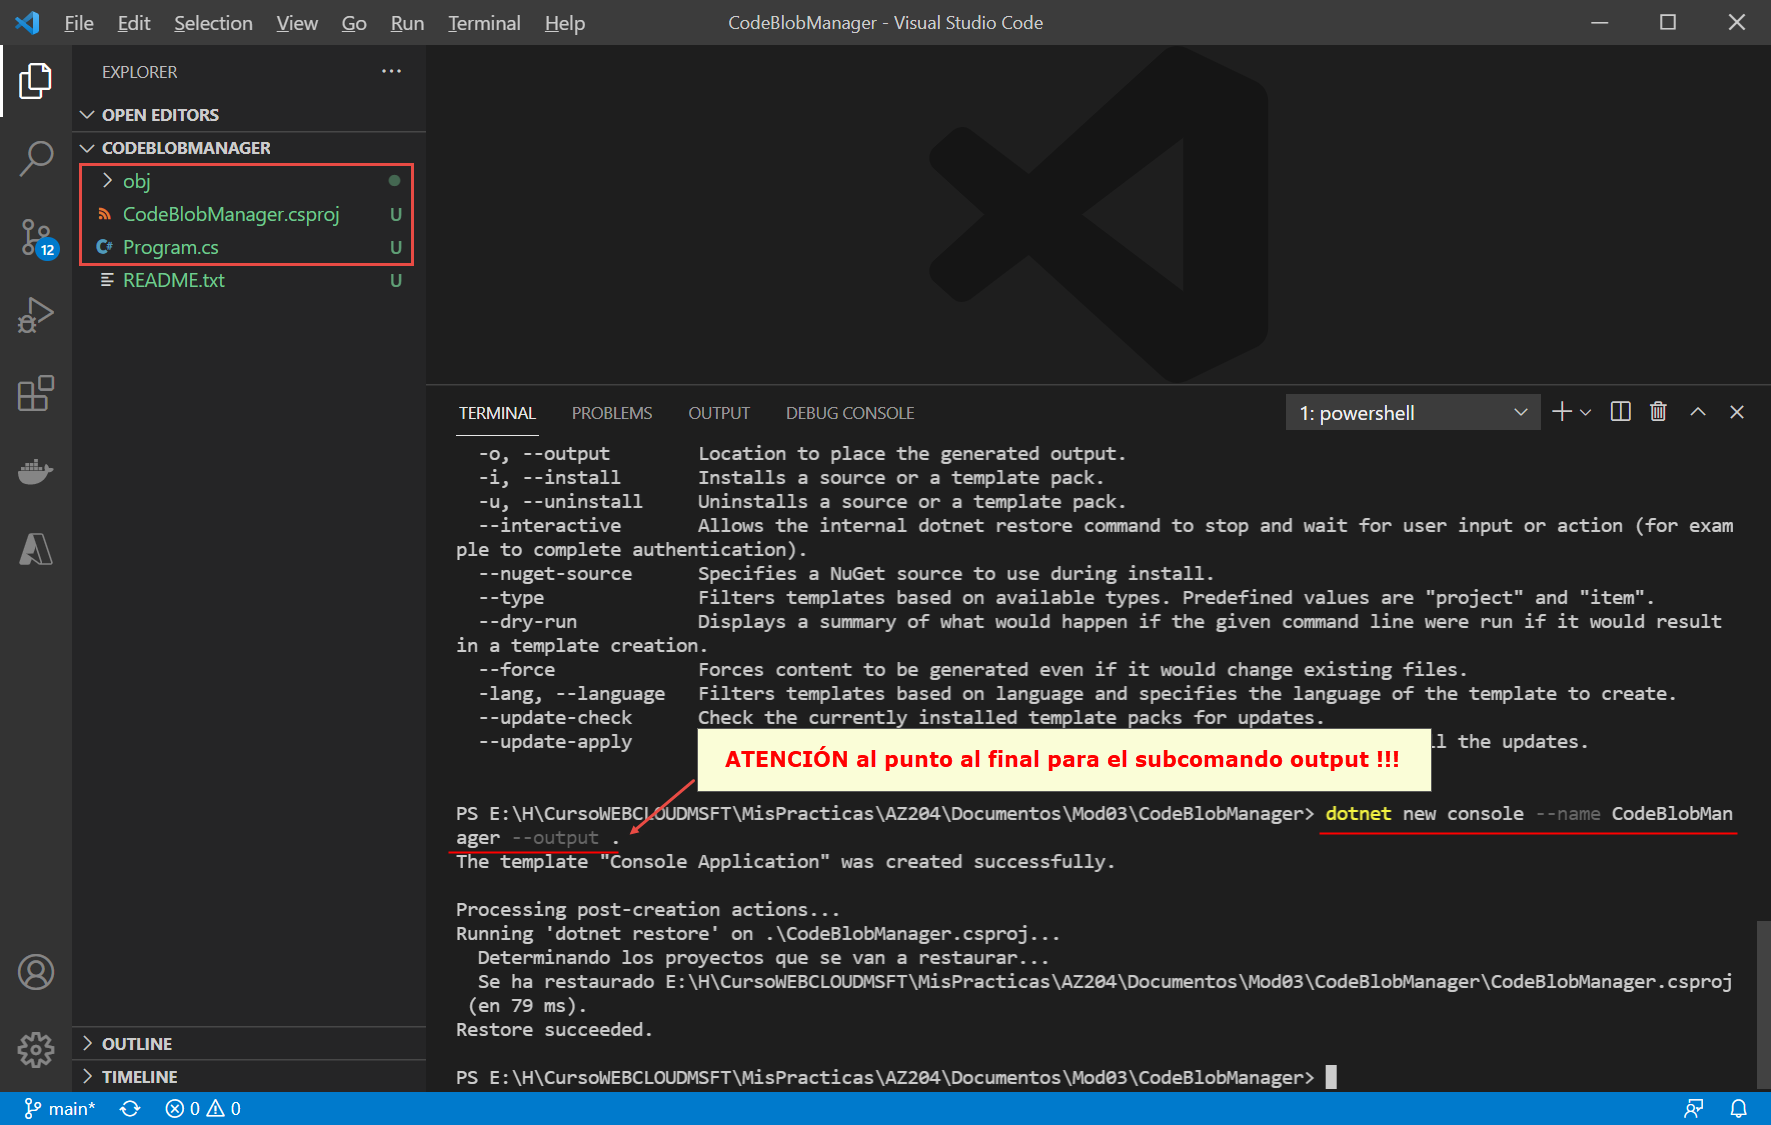 File Edit Selection View Go Run Terminal Help CodeBlobManager - Visual Studio Code
EXPLORER
OPEN EDITORS
CODEBLOBMANAGER
obj
CodeBlobManager.csproj U
Program.cs U
README.txt U
12
OUTLINE
TIMELINE
TERMINAL PROBLEMS OUTPUT DEBUG CONSOLE 1: powershell
-o, --output Location to place the generated output.
-i, --install Installs a source or a template pack.
-u, --uninstall Uninstalls a source or a template pack.
--interactive Allows the internal dotnet restore command to stop and wait for user input or action (for exam
ple to complete authentication).
--nuget-source Specifies a NuGet source to use during install.
--type Filters templates based on available types. Predefined values are "project" and "item".
--dry-run Displays a summary of what would happen if the given command line were run if it would result
in a template creation.
--force Forces content to be generated even if it would change existing files.
-lang, --language Filters templates based on language and specifies the language of the template to create.
--update-check Check the currently installed template packs for updates.
--update-apply the updates.
ATENCIÓN al punto al final para el subcomando output !!!
PS E:\H\CursoWEBCLOUDMSFT\MisPracticas\AZ204\Documentos\Mod03\CodeBlobManager> dotnet new console --name CodeBlobMan
ager --output .
The template "Console Application" was created successfully.
Processing post-creation actions...
Running 'dotnet restore' on .\CodeBlobManager.csproj...
Determinando los proyectos que se van a restaurar...
Se ha restaurado E:\H\CursoWEBCLOUDMSFT\MisPracticas\AZ204\Documentos\Mod03\CodeBlobManager\CodeBlobManager.csproj
(en 79 ms).
Restore succeeded.
PS E:\H\CursoWEBCLOUDMSFT\MisPracticas\AZ204\Documentos\Mod03\CodeBlobManager>
main* 0 0